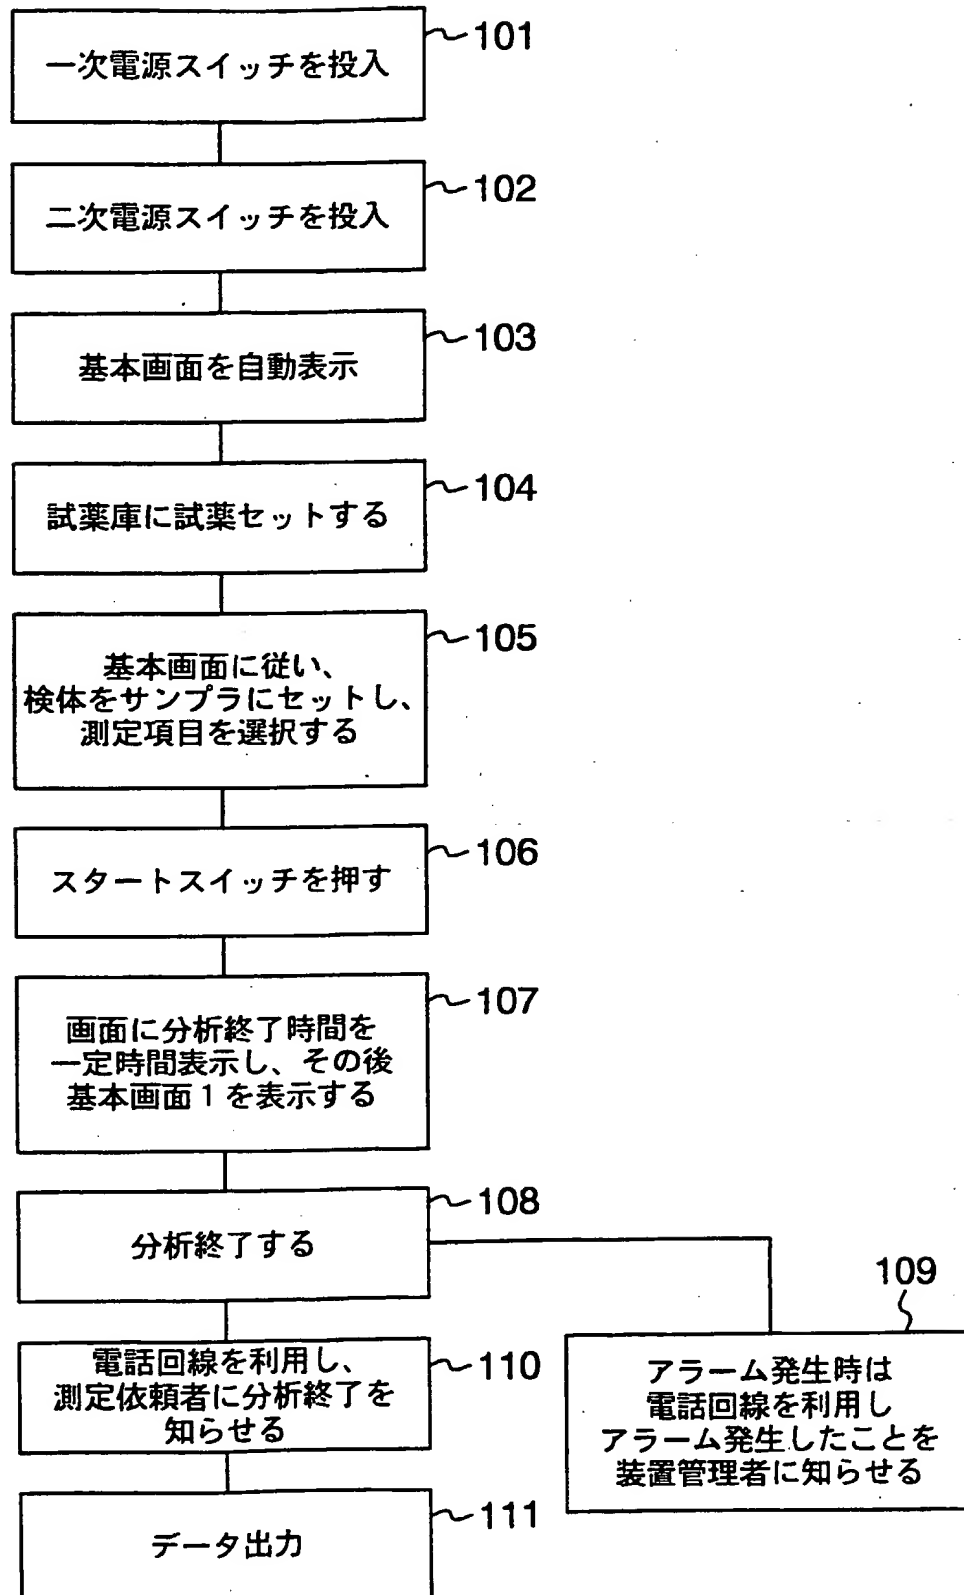 一次電源スイッチを投入
101
二次電源スイッチを投入
102
基本画面を自動表示
103
試薬庫に試薬セットする
104
基本画面に従い、
検体をサンプラにセットし、
測定項目を選択する
105
スタートスイッチを押す
106
画面に分析終了時間を
一定時間表示し、その後
基本画面1を表示する
107
分析終了する
108
109
アラーム発生時は
電話回線を利用し
アラーム発生したことを
装置管理者に知らせる
電話回線を利用し、
測定依頼者に分析終了を
知らせる
110
データ出力
111